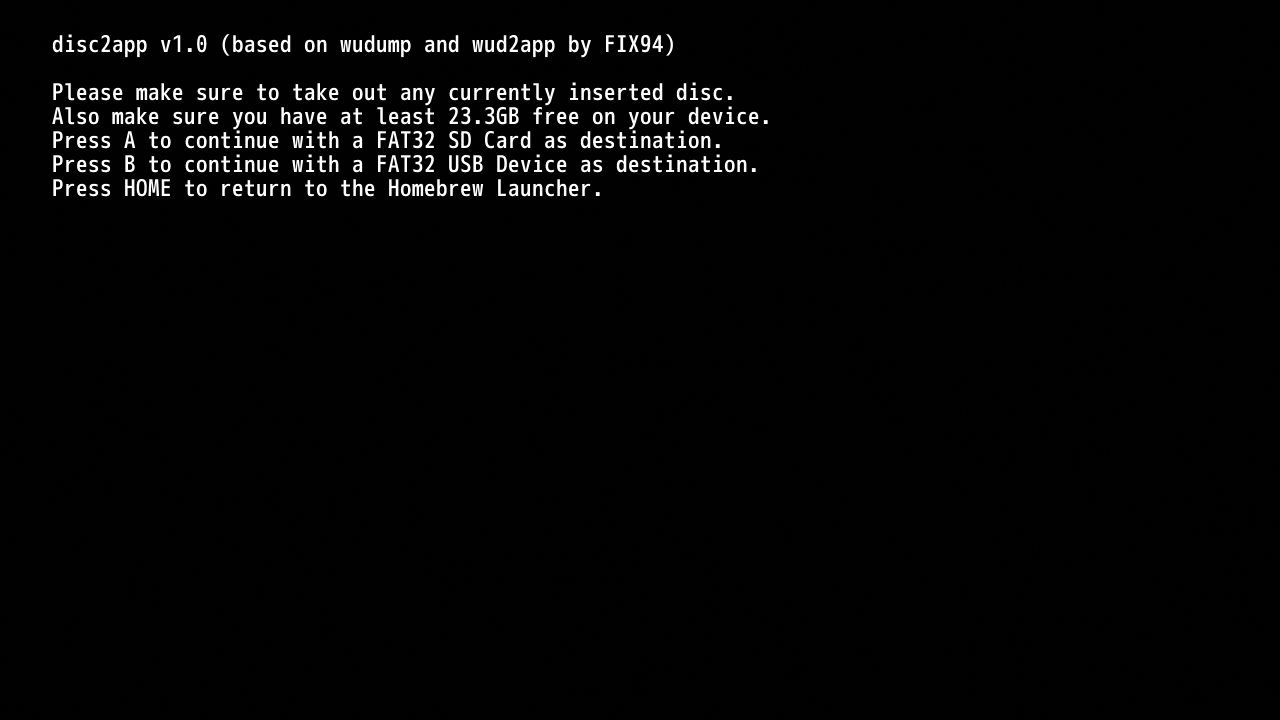 disc2app v1.0 (based on wudump and wud2app by FIX94)
Please make sure to take out any currently inserted disc.
Also make sure you have at least 23.3GB free on your device.
Press A to continue with a FAT32 SD Card as destination.
Press B to continue with a FAT32 USB Device as destination.
Press HOME to return to the Homebrew Launcher.